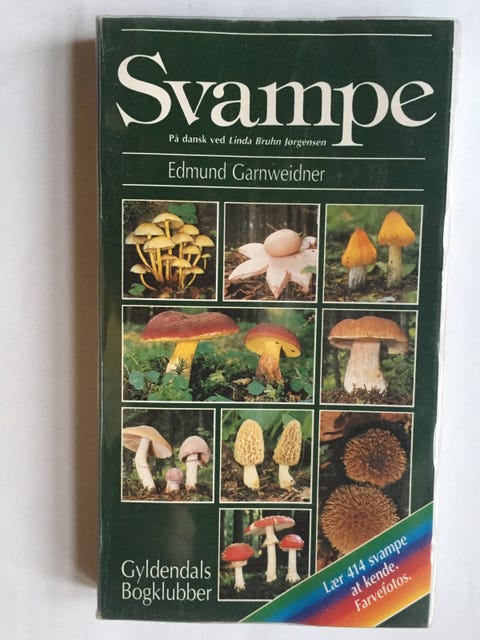 Svampe
På dansk ved Linda Bruhn Jørgensen
Edmund Garnweidner
Gyldendals
Bogklubber
Lær 414 svampe
at kende.
Farvefotos.